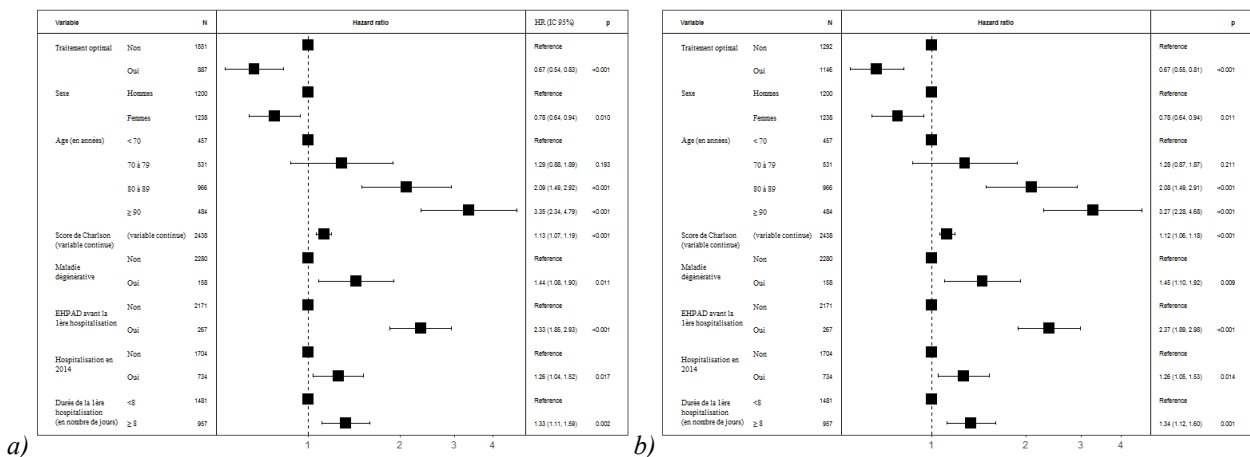 Variable N Hazard ratio HR (IC 95%) p
Traitement optimal Non 1551 Reference
Oui 887 0.67 (0.54, 0.83) <0.001
Sexe Hommes 1200 Reference
Femmes 1238 0.78 (0.64, 0.94) 0.010
Age (en années) < 70 457 Reference
70 à 79 531 1.29 (0.88, 1.89) 0.193
80 à 89 966 2.09 (1.49, 2.92) <0.001
≥ 90 484 3.35 (2.34, 4.79) <0.001
Score de Charlson (variable continue) 2438 1.13 (1.07, 1.19) <0.001
(variable continue)
Maladie Non 2280 Reference
dégénérative
Oui 158 1.44 (1.08, 1.90) 0.011
EHPAD avant la Non 2171 Reference
1ère hospitalisation
Oui 267 2.33 (1.85, 2.93) <0.001
Hospitalisation en Non 1704 Reference
2014
Oui 734 1.26 (1.04, 1.52) 0.017
Durée de la 1ère <8 1481 Reference
hospitalisation
(en nombre de jours) ≥ 8 957 1.33 (1.11, 1.59) 0.002
a) 1 2 3 4
Variable N Hazard ratio p
Traitement optimal Non 1292 Reference
Oui 1146 0.67 (0.55, 0.81) <0.001
Sexe Hommes 1200 Reference
Femmes 1238 0.78 (0.64, 0.94) 0.011
Age (en années) < 70 457 Reference
70 à 79 531 1.28 (0.87, 1.87) 0.211
80 à 89 966 2.08 (1.49, 2.91) <0.001
≥ 90 484 3.27 (2.28, 4.68) <0.001
Score de Charlson (variable continue) 2438 1.12 (1.06, 1.18) <0.001
(variable continue)
Maladie Non 2280 Reference
dégénérative
Oui 158 1.45 (1.10, 1.92) 0.009
EHPAD avant la Non 2171 Reference
1ère hospitalisation
Oui 267 2.37 (1.89, 2.98) <0.001
Hospitalisation en Non 1704 Reference
2014
Oui 734 1.26 (1.05, 1.53) 0.014
Durée de la 1ère <8 1481 Reference
hospitalisation
(en nombre de jours) ≥ 8 957 1.34 (1.12, 1.60) 0.001
b) 1 2 3 4